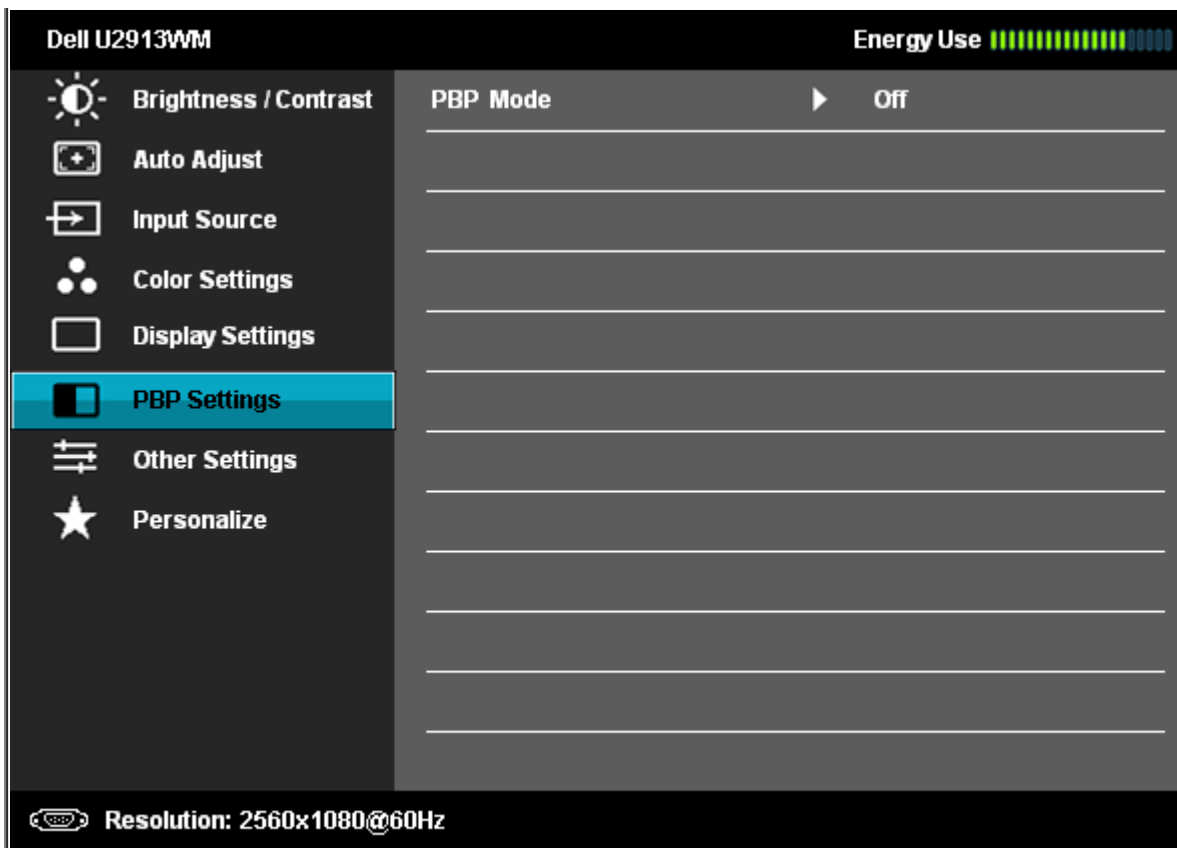 Dell U2913WM Energy Use
Brightness / Contrast PBP Mode Off
Auto Adjust
Input Source
Color Settings
Display Settings
PBP Settings
Other Settings
Personalize
Resolution: 2560x1080@60Hz